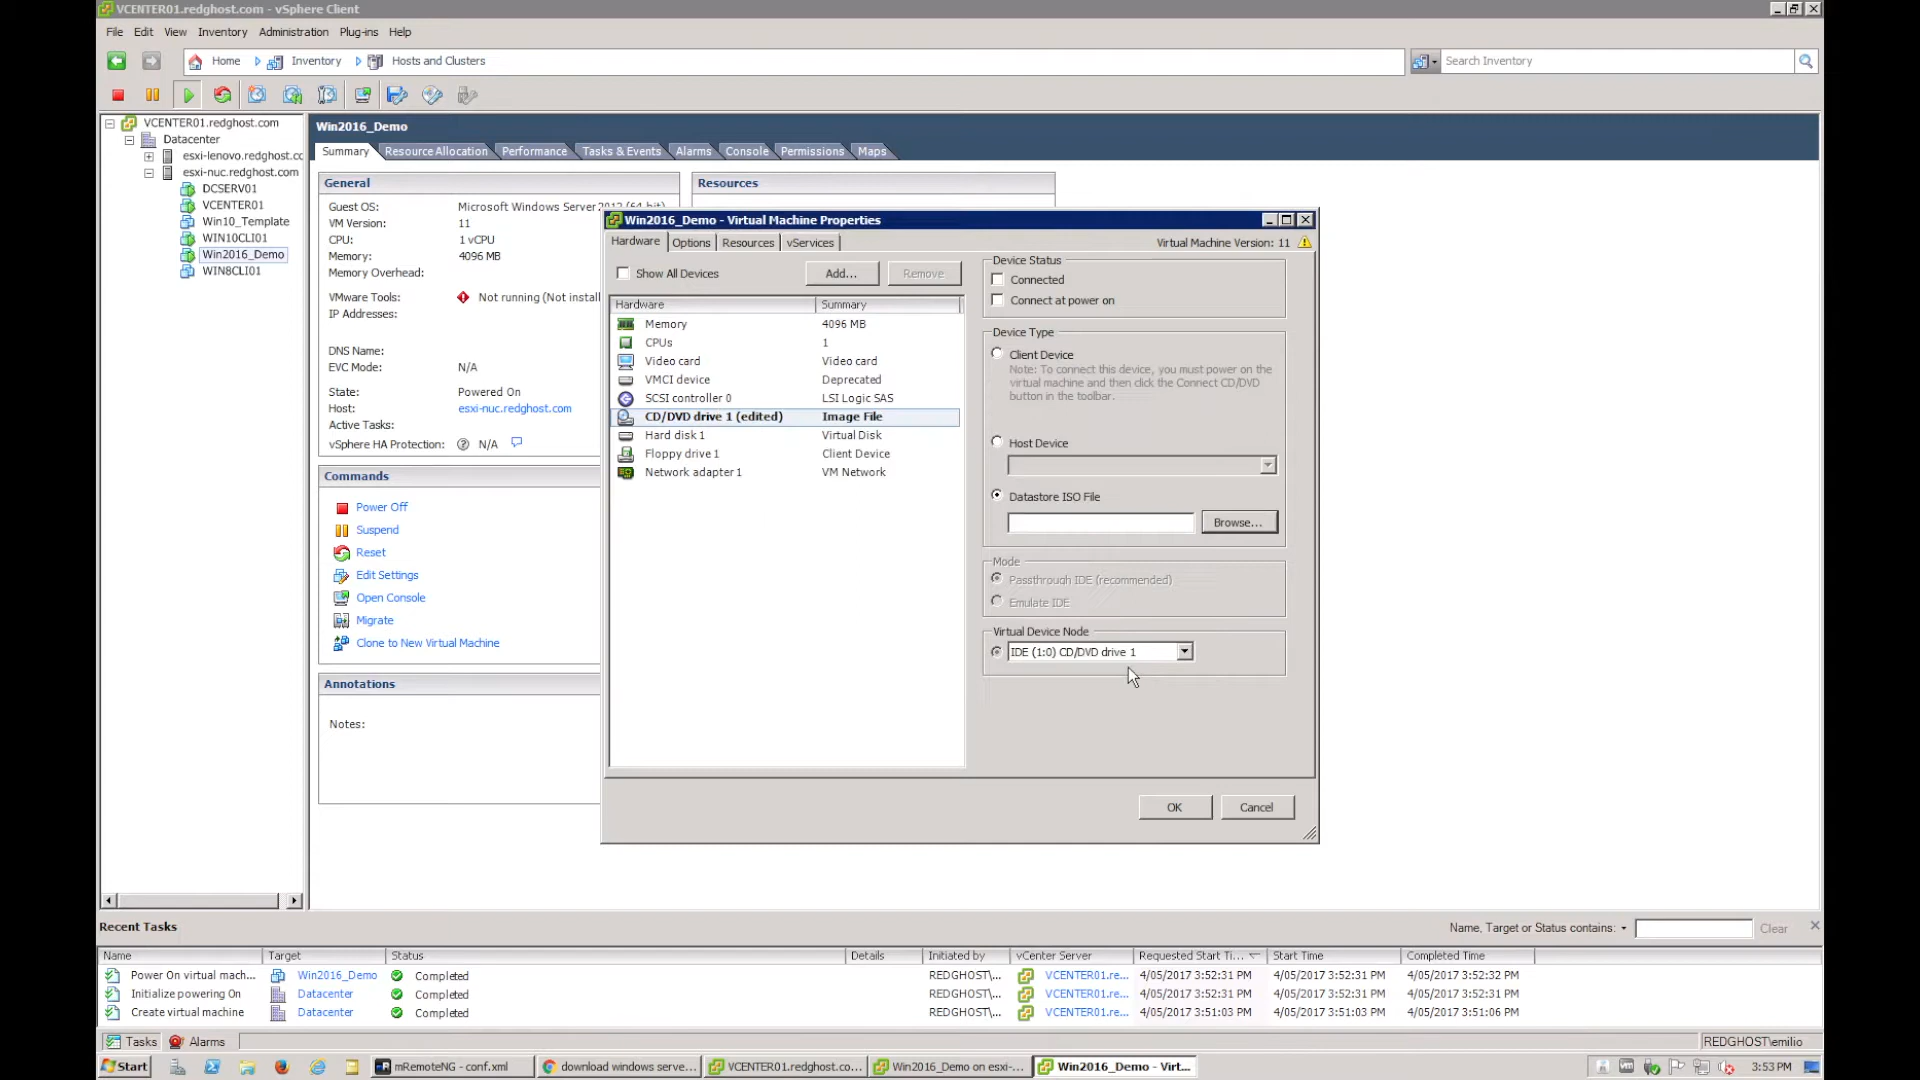 VCENTER01.redghost.com - vSphere Client
File Edit View Inventory Administration Plug-ins Help
Home Inventory Hosts and Clusters
Search Inventory
VCENTER01.redghost.com
Datacenter
esxi-lenovo.redghost.cc
esxi-nuc.redghost.com
DCSERV01
VCENTER01
Win10_Template
WIN10CLI01
Win2016_Demo
WIN8CLI01
Win2016_Demo
Summary Resource Allocation Performance Tasks & Events Alarms Console Permissions Maps
General
Guest OS: Microsoft Windows Server 2012 (64-bit)
VM Version: 11
CPU: 1 vCPU
Memory: 4096 MB
Memory Overhead:
VMware Tools: Not running (Not install
IP Addresses:
DNS Name:
EVC Mode: N/A
State: Powered On
Host: esxi-nuc.redghost.com
Active Tasks:
vSphere HA Protection: N/A
Resources
Commands
Power Off
Suspend
Reset
Edit Settings
Open Console
Migrate
Clone to New Virtual Machine
Annotations
Notes:
Win2016_Demo - Virtual Machine Properties
Hardware Options Resources vServices
Virtual Machine Version: 11
Show All Devices Add... Remove
Hardware Summary
Memory 4096 MB
CPUs 1
Video card Video card
VMCI device Deprecated
SCSI controller 0 LSI Logic SAS
CD/DVD drive 1 (edited) Image File
Hard disk 1 Virtual Disk
Floppy drive 1 Client Device
Network adapter 1 VM Network
Device Status
Connected
Connect at power on
Device Type
Client Device
Note: To connect this device, you must power on the
virtual machine and then click the Connect CD/DVD
button in the toolbar.
Host Device
Datastore ISO File
Browse...
Mode
Passthrough IDE (recommended)
Emulate IDE
Virtual Device Node
IDE (1:0) CD/DVD drive 1
OK Cancel
Recent Tasks
Name, Target or Status contains: Clear
Name Target Status Details Initiated by vCenter Server Requested Start Ti... Start Time Completed Time
Power On virtual mach... Win2016_Demo Completed REDGHOST\... VCENTER01.re... 4/05/2017 3:52:31 PM 4/05/2017 3:52:31 PM 4/05/2017 3:52:32 PM
Initialize powering On Datacenter Completed REDGHOST\... VCENTER01.re... 4/05/2017 3:52:31 PM 4/05/2017 3:52:31 PM 4/05/2017 3:52:31 PM
Create virtual machine Datacenter Completed REDGHOST\... VCENTER01.re... 4/05/2017 3:51:03 PM 4/05/2017 3:51:03 PM 4/05/2017 3:51:06 PM
Tasks Alarms
REDGHOST\emilio
Start mRemoteNG - conf.xml download windows serve... VCENTER01.redghost.co... Win2016_Demo on esxi-... Win2016_Demo - Virt... 3:53 PM